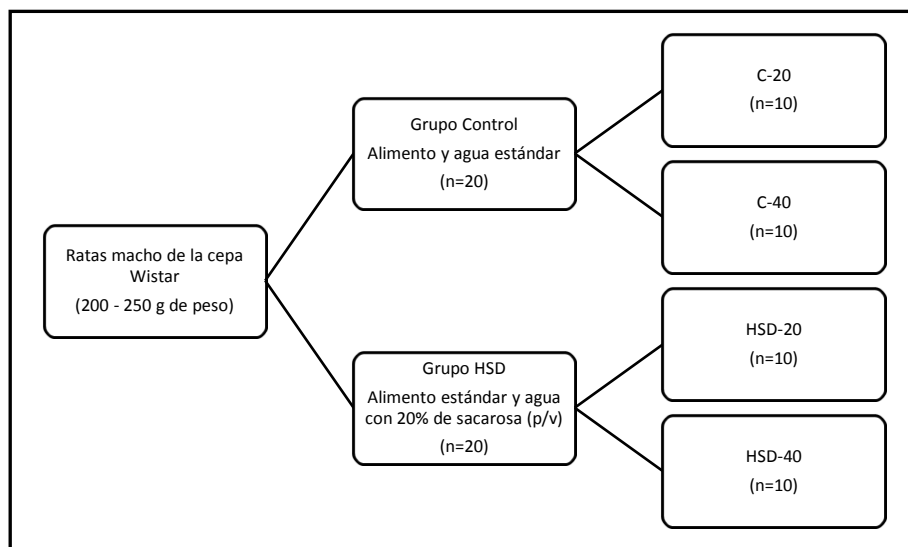 Ratas macho de la cepa
Wistar
(200 - 250 g de peso)
Grupo Control
Alimento y agua estándar
(n=20)
C-20
(n=10)
C-40
(n=10)
Grupo HSD
Alimento estándar y agua
con 20% de sacarosa (p/v)
(n=20)
HSD-20
(n=10)
HSD-40
(n=10)